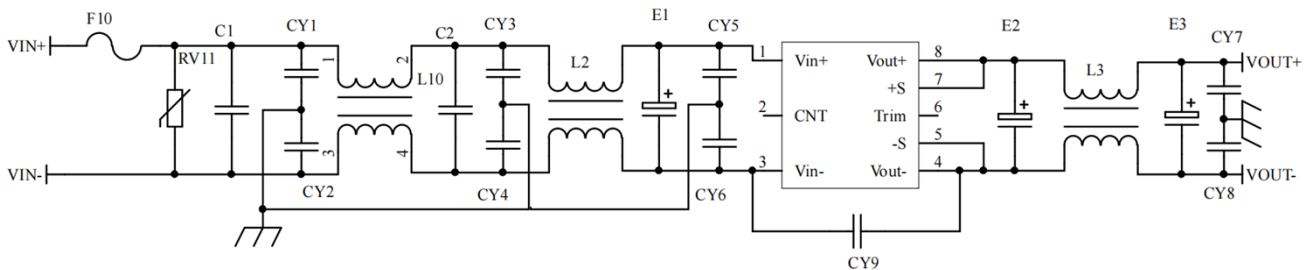 F10
VIN+
RV11
C1
CY1
1
2
L10
3
4
CY2
VIN-
C2
CY3
CY4
L2
E1
CY5
CY6
1
Vin+
2
CNT
3
Vin-
Vout+
8
+S
7
Trim
6
-S
5
Vout-
4
CY9
E2
+
L3
E3
+
CY7
VOUT+
VOUT-
CY8
+